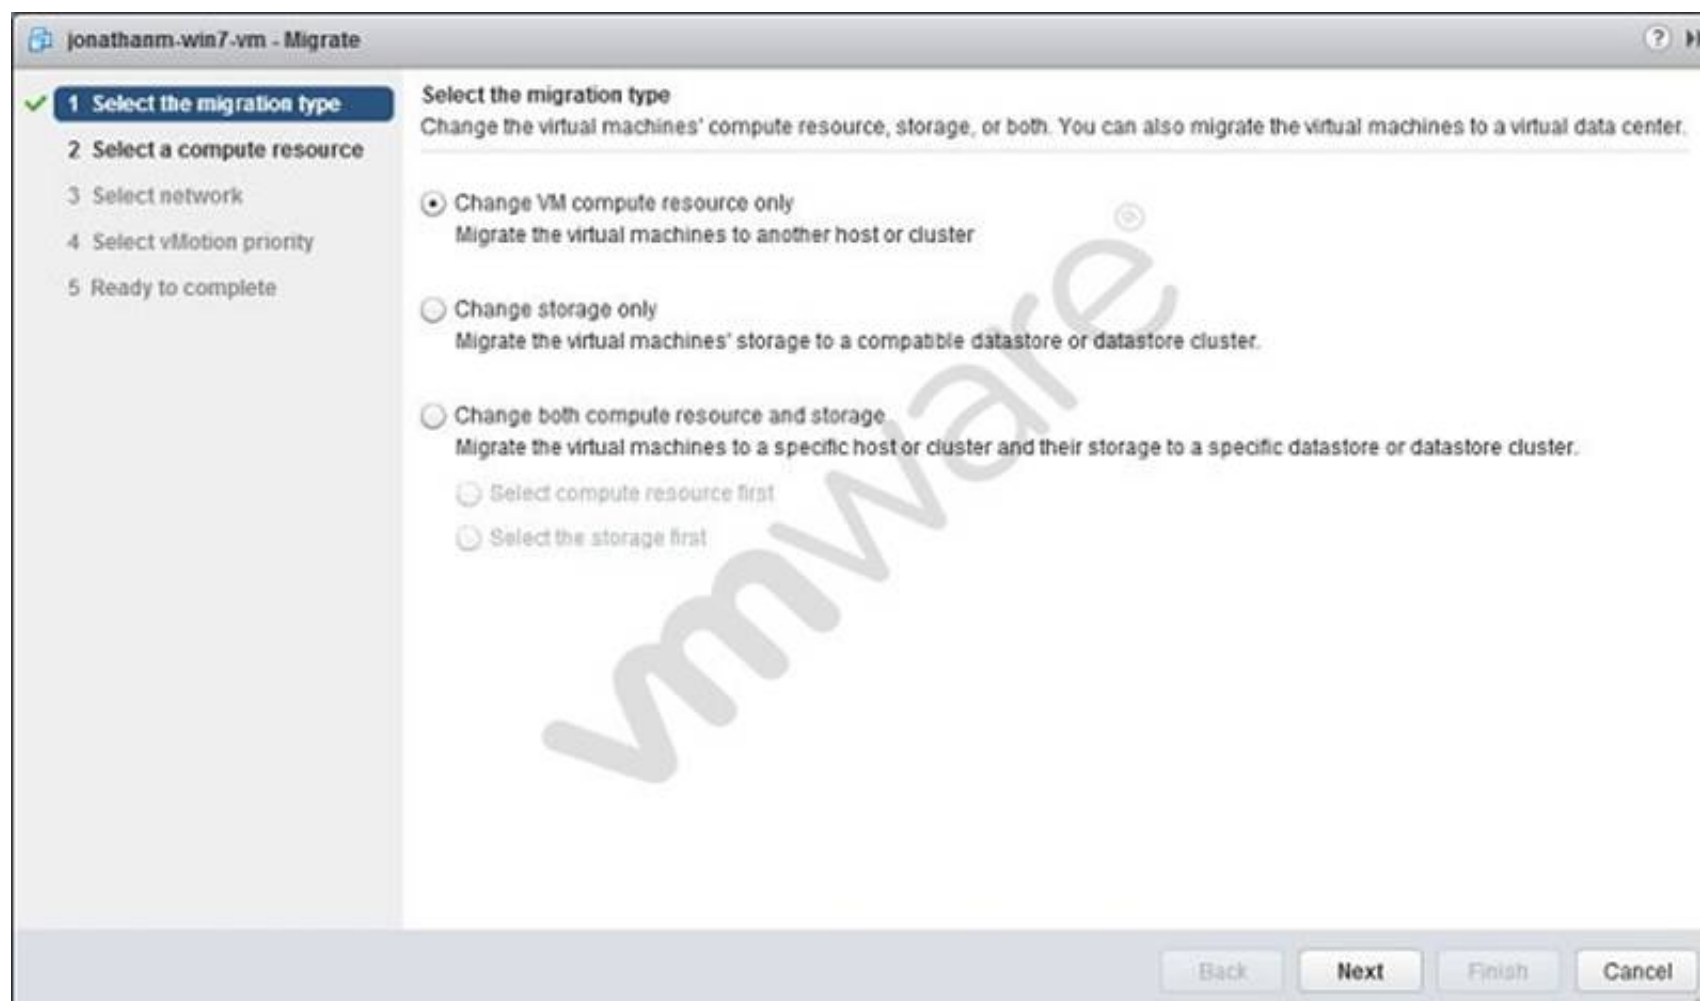 jonathanm-win7-vm - Migrate
1 Select the migration type
2 Select a compute resource
3 Select network
4 Select vMotion priority
5 Ready to complete
Select the migration type
Change the virtual machines' compute resource, storage, or both. You can also migrate the virtual machines to a virtual data center.
Change VM compute resource only
Migrate the virtual machines to another host or cluster
Change storage only
Migrate the virtual machines' storage to a compatible datastore or datastore cluster.
Change both compute resource and storage
Migrate the virtual machines to a specific host or cluster and their storage to a specific datastore or datastore cluster.
Select compute resource first
Select the storage first
vmware®
Back Next Finish Cancel